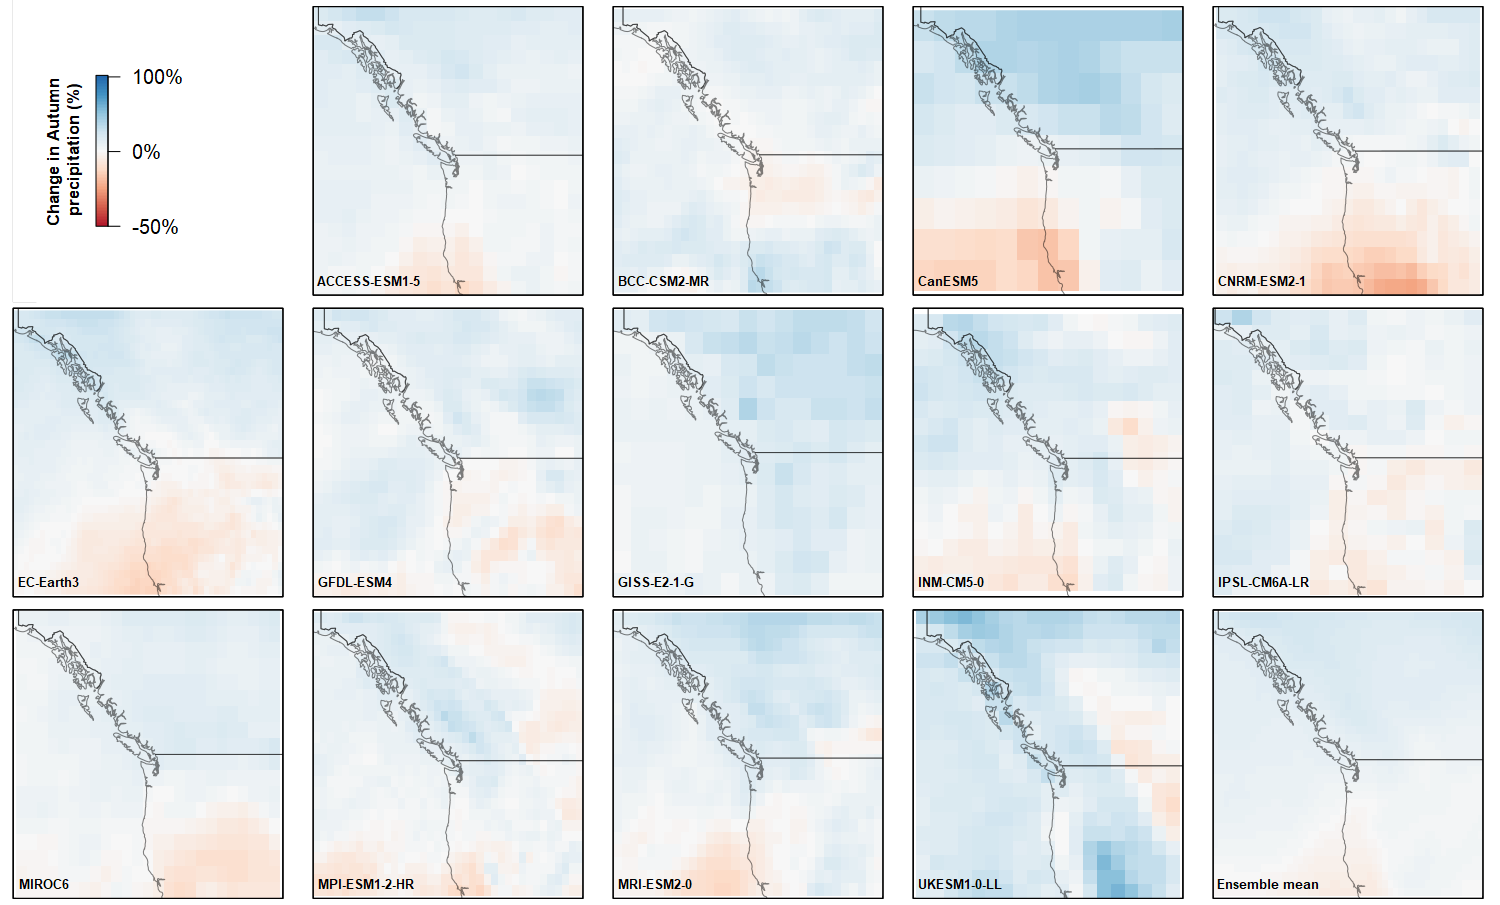 Change in Autumn
precipitation (%)
100%
0%
-50%
ACCESS-ESM1-5
BCC-CSM2-MR
CanESM5
CNRM-ESM2-1
EC-Earth3
GFDL-ESM4
GISS-E2-1-G
INM-CM5-0
IPSL-CM6A-LR
MIROC6
MPI-ESM1-2-HR
MRI-ESM2-0
UKESM1-0-LL
Ensemble mean